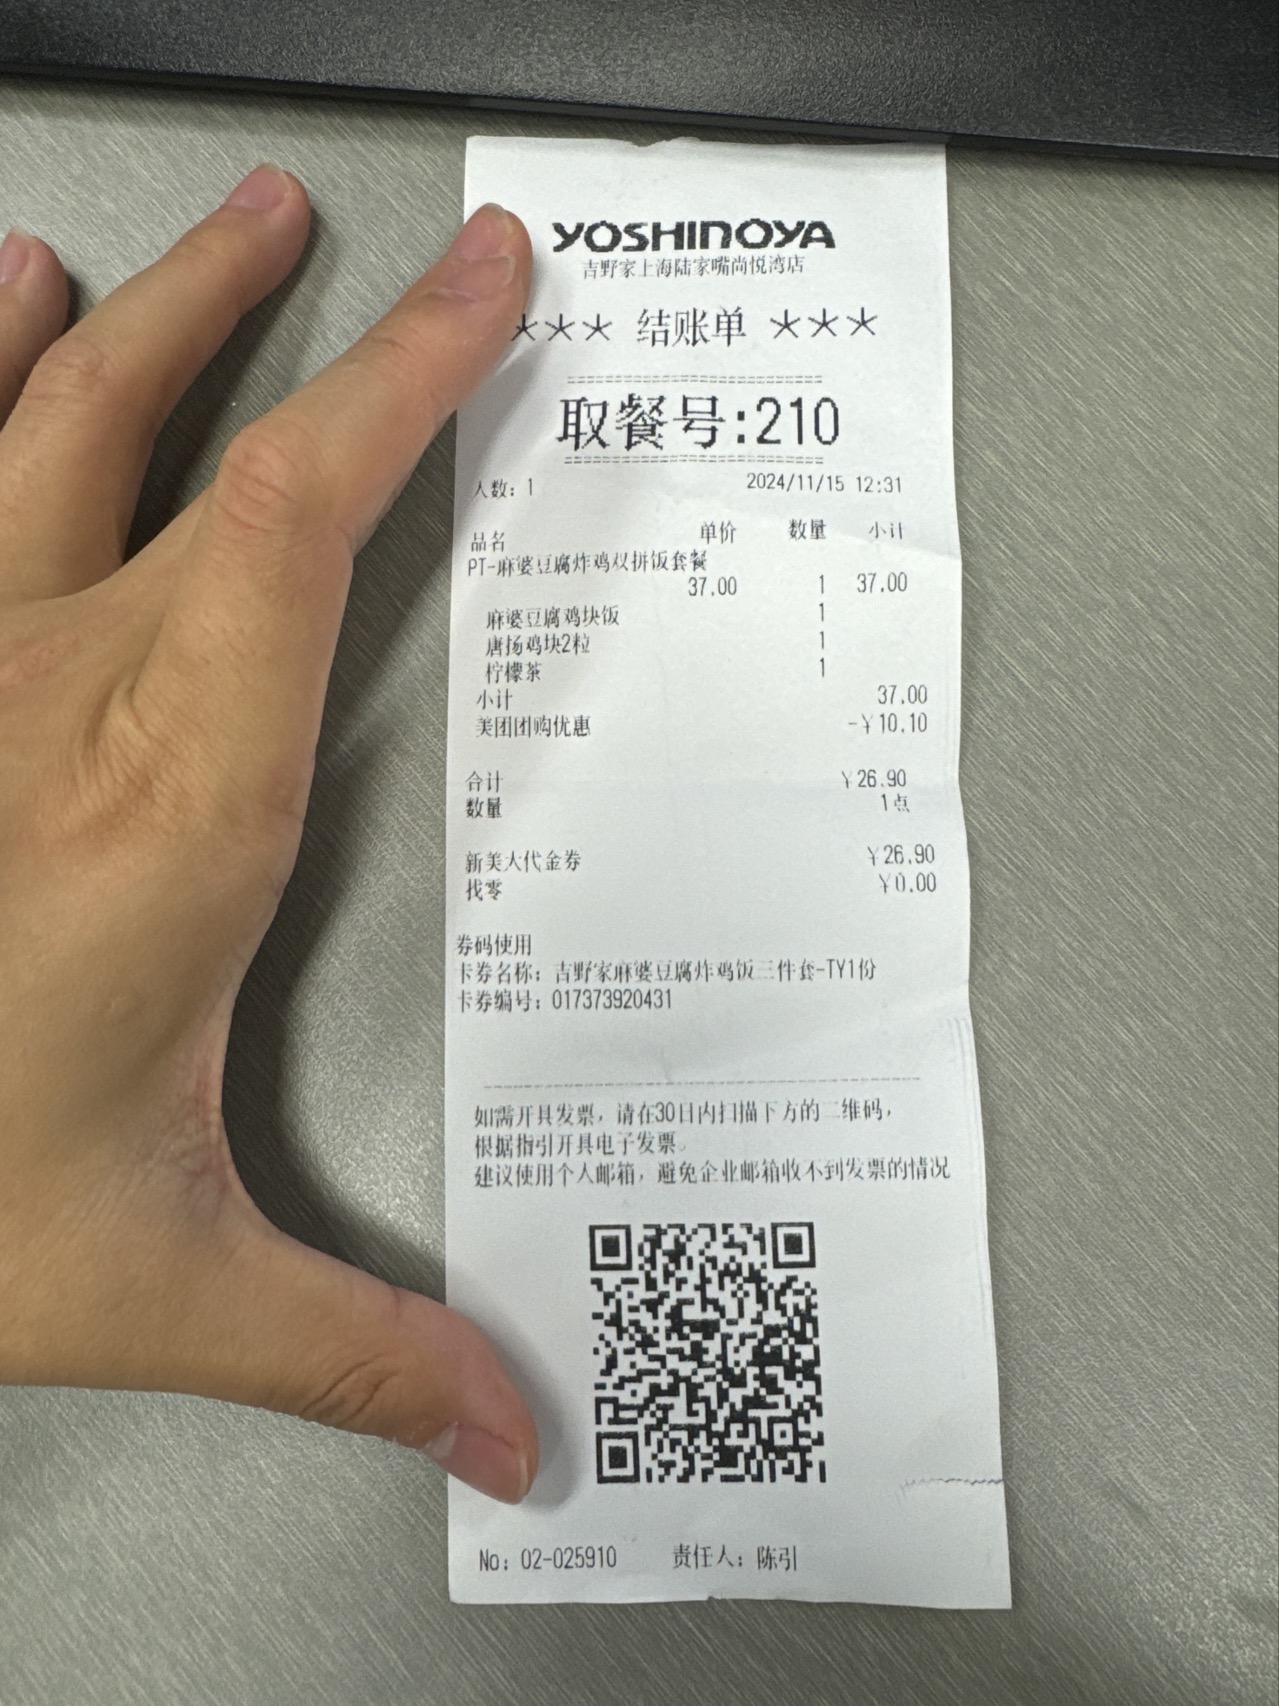 YOSHINOYA
吉野家上海陆家嘴尚悦湾店
*** 结账单 ***
取餐号:210
人数: 1 2024/11/15 12:31
品名 单价 数量 小计
PT-麻婆豆腐炸鸡双拼饭套餐
37.00 1 37.00
麻婆豆腐鸡块饭 1
唐扬鸡块2粒 1
柠檬茶 1
小计 37.00
美团团购优惠 -¥10.10
合计 ¥26.90
数量 1点
新美大代金券 ¥26.90
找零 ¥0.00
券码使用
卡券名称: 吉野家麻婆豆腐炸鸡饭三件套-TY1份
卡券编号: 017373920431
如需开具发票, 请在30日内扫描下方的二维码,
根据指引开具电子发票。
建议使用个人邮箱, 避免企业邮箱收不到发票的情况
No: 02-025910 责任人: 陈引